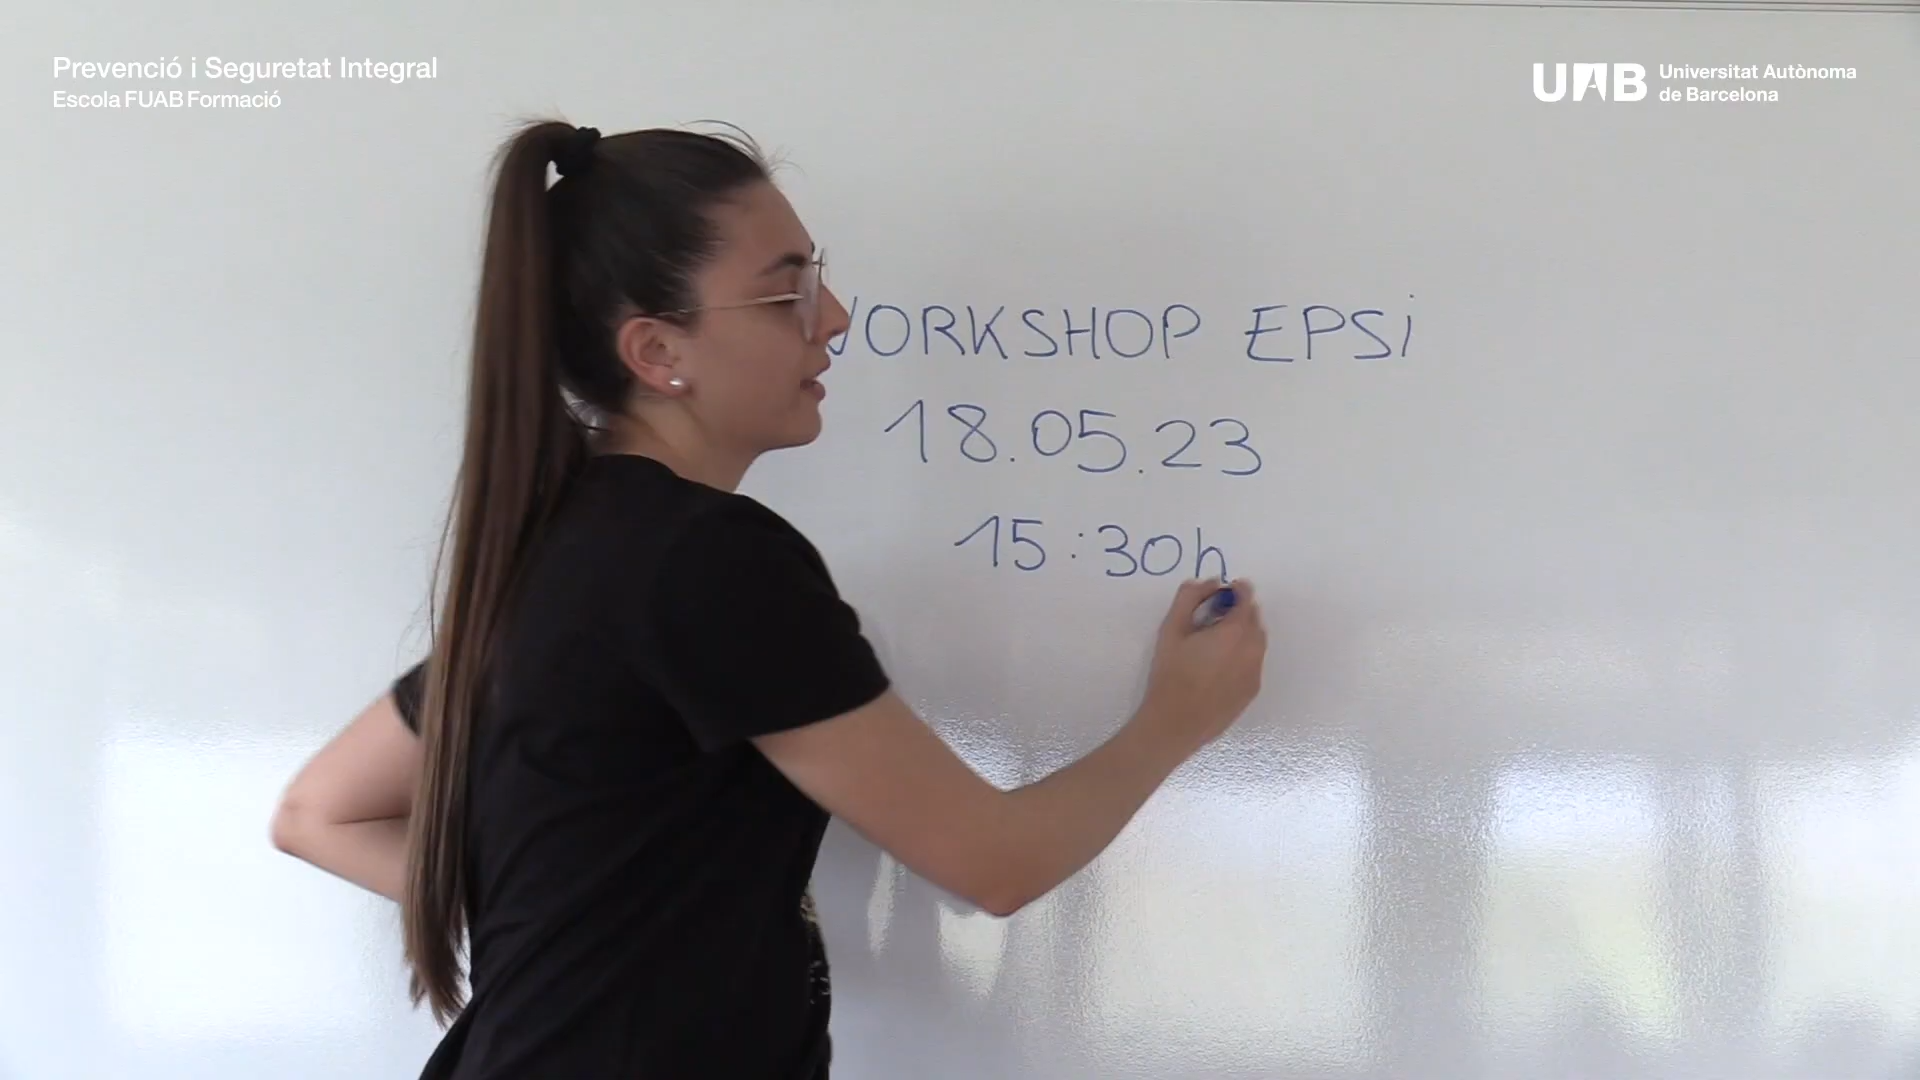 Prevenció i Seguretat Integral
Escola FUAB Formació
UAB Universitat Autònoma
de Barcelona
WORKSHOP EPSi
18.05.23
15:30h